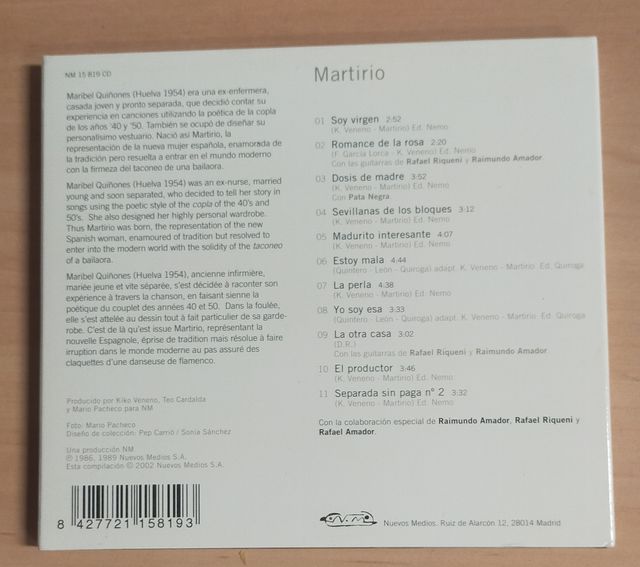 NM 15 819 CD
Maribel Quiñones (Huelva 1954) era una ex-enfermera,
casada joven y pronto separada, que decidió contar su
experiencia en canciones utilizando la poética de la copla
de los años '40 y '50. También se ocupó de diseñar su
personalísimo vestuario. Nació así Martirio, la
representación de la nueva mujer española, enamorada de
la tradición pero resuelta a entrar en el mundo moderno
con la firmeza del taconeo de una bailaora.
Maribel Quiñones (Huelva 1954) was an ex-nurse, married
young and soon separated, who decided to tell her story in
songs using the poetic style of the copla of the 40's and
50's. She also designed her highly personal wardrobe.
Thus Martirio was born, the representation of the new
Spanish woman, enamoured of tradition but resolved to
enter into the modern world with the solidity of the taconeo
of a bailaora.
Maribel Quiñones (Huelva 1954), ancienne infirmière,
mariée jeune et vite séparée, s'est décidée à raconter son
expérience à travers la chanson, en faisant sienne la
poétique du couplet des années 40 et 50. Dans la foulée,
elle s'est attelée au dessin tout à fait particulier de sa garde-
robe. C'est de là qu'est issue Martirio, représentant la
nouvelle Espagnole, éprise de tradition mais résolue à faire
irruption dans le monde moderne au pas assuré des
claquettes d'une danseuse de flamenco.
Producido por Kiko Veneno, Teo Cardalda
y Mario Pacheco para NM
Foto: Mario Pacheco
Diseño de colección: Pep Carrió / Sonia Sánchez
Una producción NM
℗ 1986, 1989 Nuevos Medios S.A.
Esta compilación © 2002 Nuevos Medios S.A.
8 427721 158193
Martirio
01 Soy virgen 2:52
(K. Veneno - Martirio) Ed. Nemo
02 Romance de la rosa 2:20
(F. García Lorca - K. Veneno) Ed. Nemo
Con las guitarras de Rafael Riqueni y Raimundo Amador
03 Dosis de madre 3:52
(K. Veneno - Martirio) Ed. Nemo
Con Pata Negra
04 Sevillanas de los bloques 3:12
(K. Veneno - Martirio) Ed. Nemo
05 Madurito interesante 4:07
(K. Veneno - Martirio) Ed. Nemo
06 Estoy mala 4:44
(Quintero - León - Quiroga) adapt. K. Veneno - Martirio Ed. Quiroga
07 La perla 4:38
(K. Veneno - Martirio) Ed. Nemo
08 Yo soy esa 3:33
(Quintero - León - Quiroga) adapt. K. Veneno - Martirio Ed. Quiroga
09 La otra casa 3:02
(D.R.)
Con las guitarras de Rafael Riqueni y Raimundo Amador
10 El productor 3:46
(K. Veneno - Martirio) Ed. Nemo
11 Separada sin paga nº 2 3:32
(K. Veneno - Martirio) Ed. Nemo
Con la colaboración especial de Raimundo Amador, Rafael Riqueni y
Rafael Amador.
N.M.
Nuevos Medios. Ruiz de Alarcón 12, 28014 Madrid